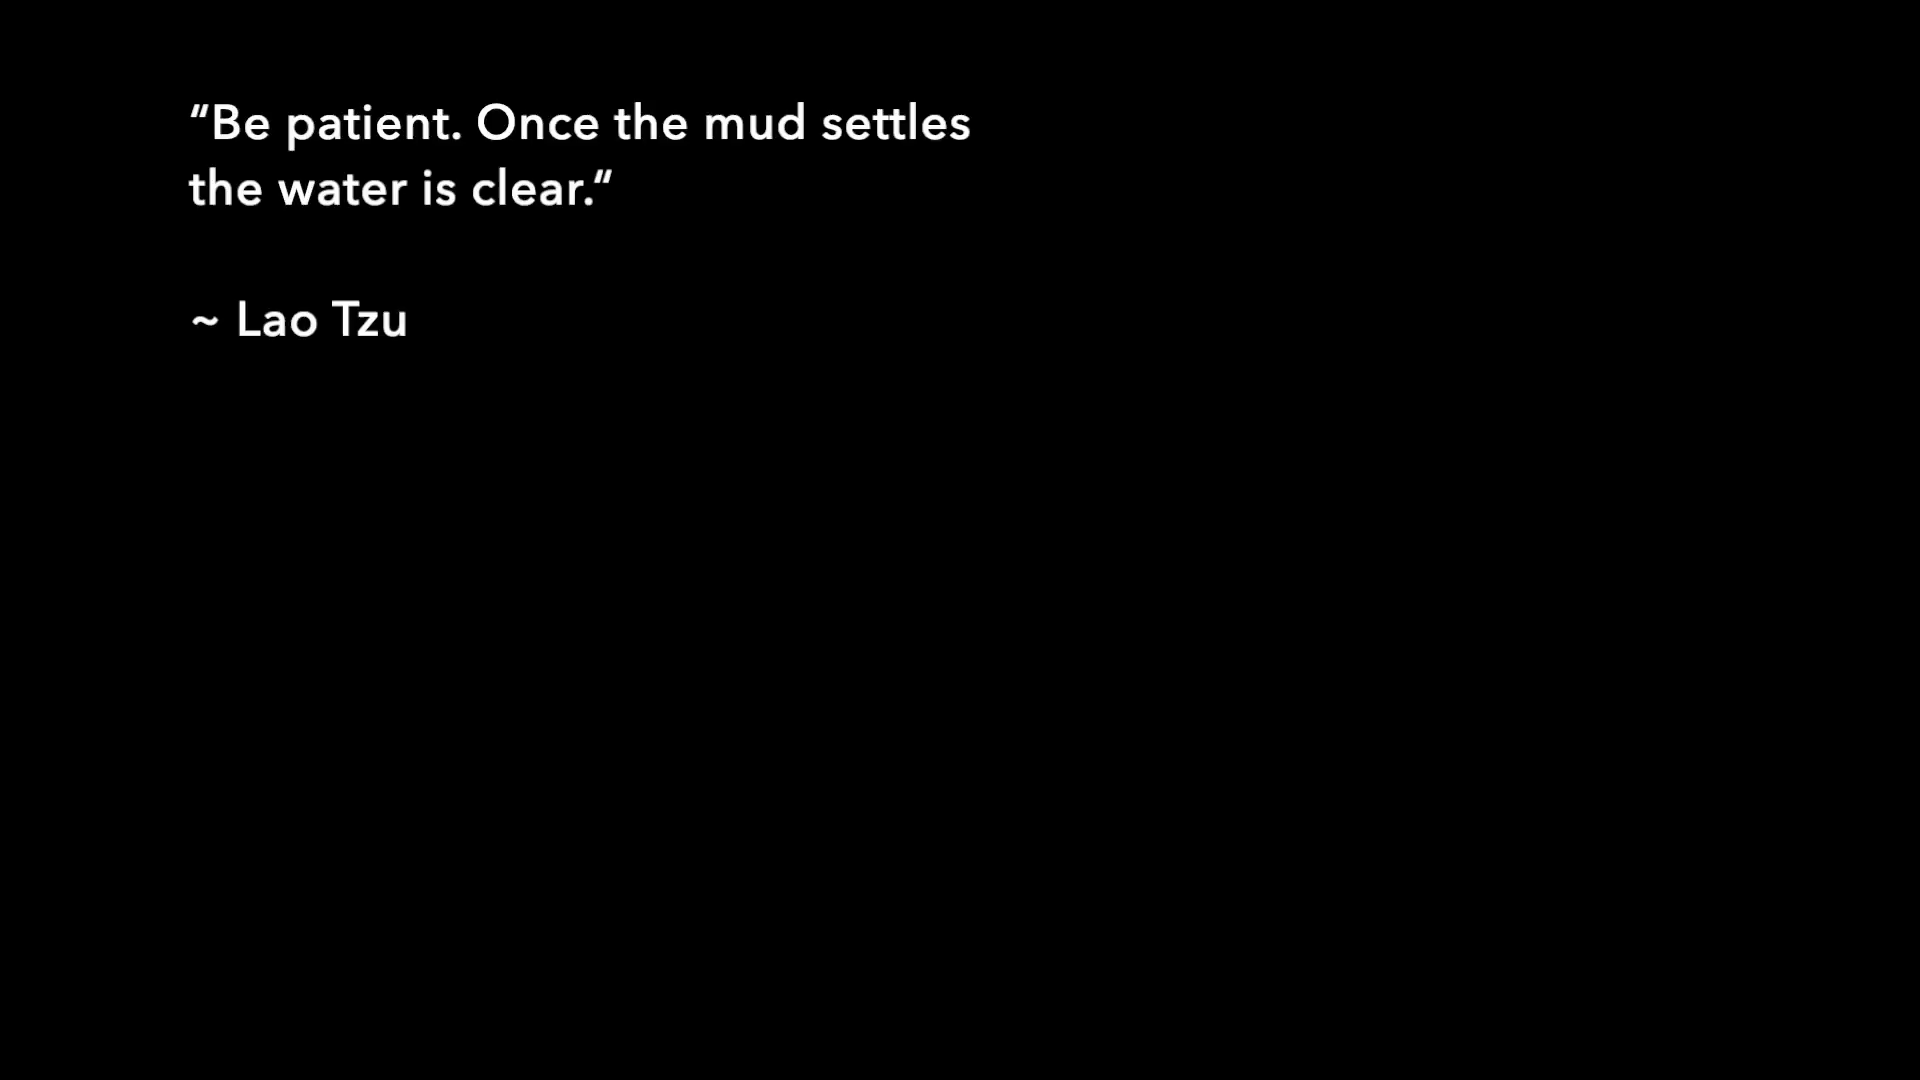 “Be patient. Once the mud settles
the water is clear.“
~ Lao Tzu